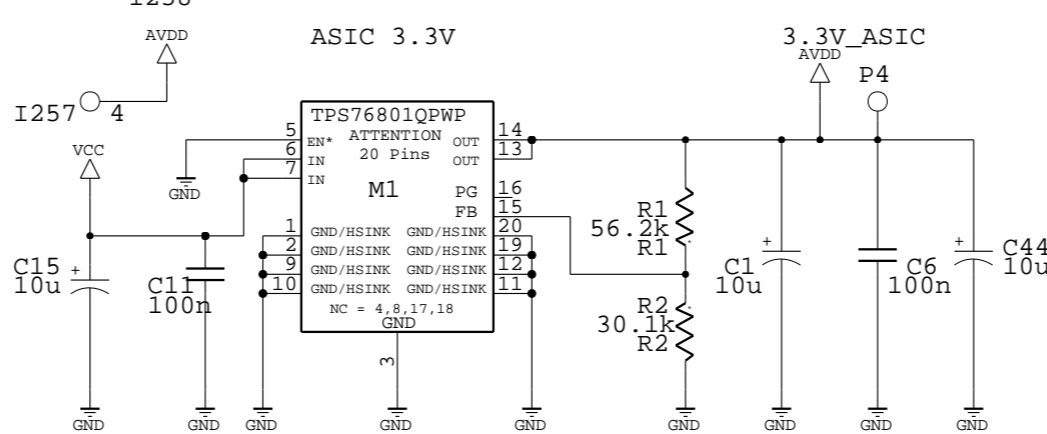 AVDD
ASIC 3.3V
3.3V_ASIC
AVDD
P4
I257
4
VCC
GND
TPS76801QPWP
ATTENTION
20 Pins
M1
5 EN*
6 IN
7 IN
OUT 14
OUT 13
PG 16
FB 15
1 GND/HSINK GND/HSINK 20
2 GND/HSINK GND/HSINK 19
9 GND/HSINK GND/HSINK 12
10 GND/HSINK GND/HSINK 11
NC = 4,8,17,18
GND
3
C15
10u
+
C11
100n
R1
56.2k
R1
R2
30.1k
R2
C1
10u
+
C6
100n
C44
10u
+
GND
GND
GND
GND
GND
GND
GND
GND
GND